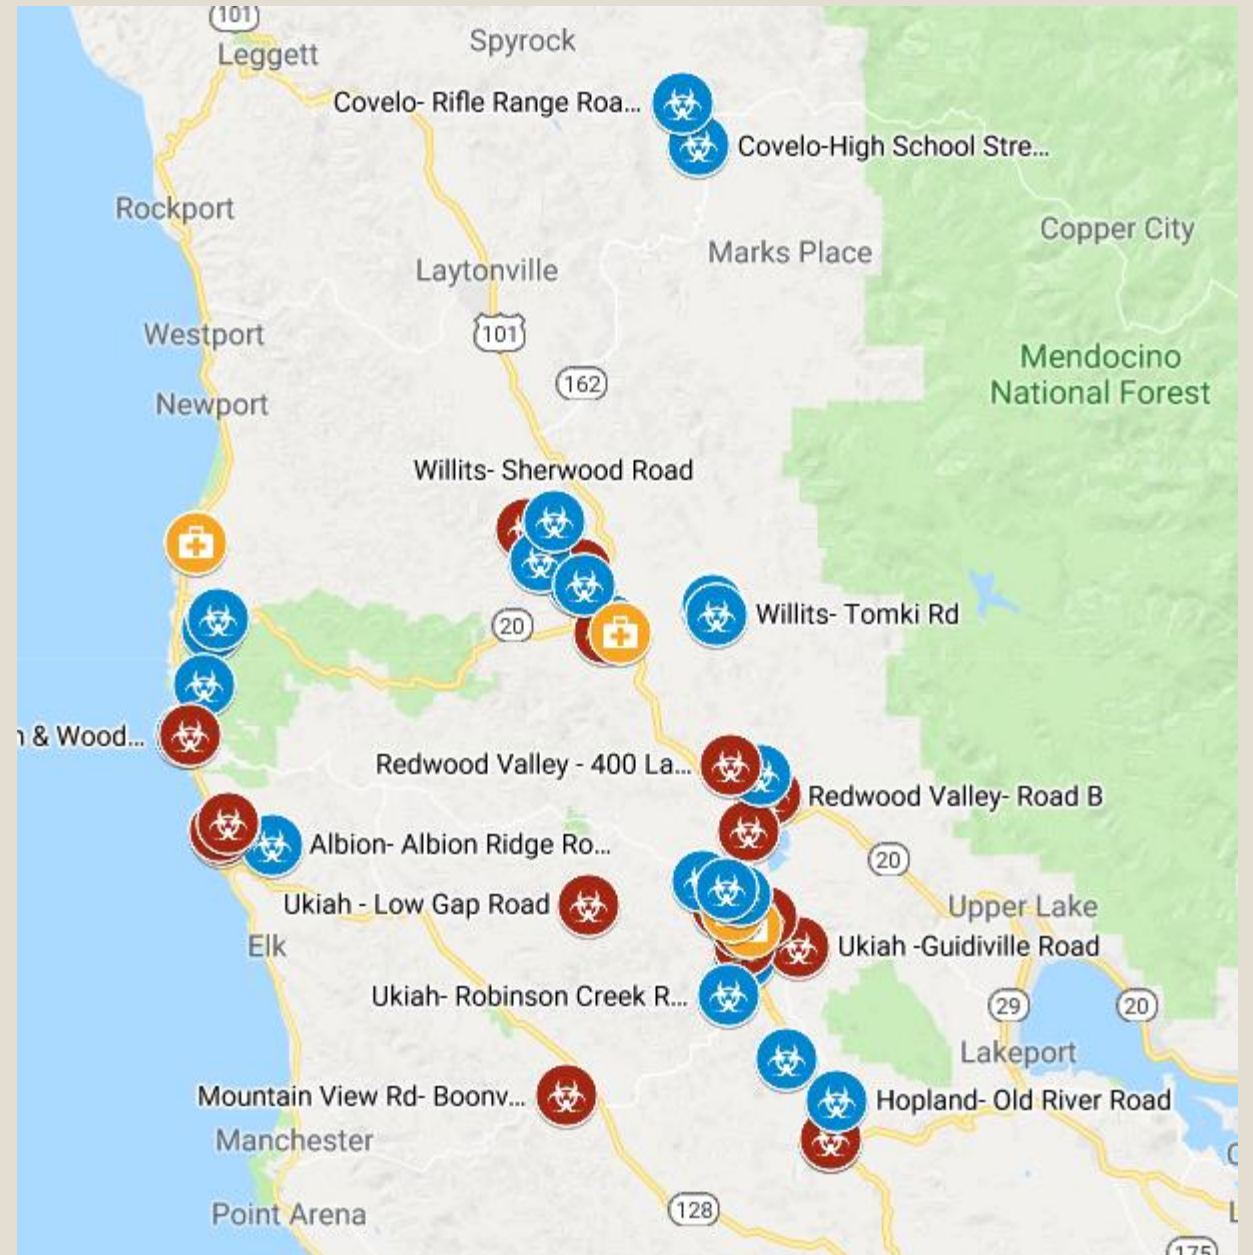 101
Leggett
Spyrock
Covelo- Rifle Range Roa...
Covelo-High School Stre...
Rockport
Copper City
Marks Place
Laytonville
101
Westport
Mendocino
National Forest
162
Newport
Willits- Sherwood Road
Willits- Tomki Rd
20
& Wood...
Redwood Valley - 400 La...
Redwood Valley- Road B
Albion- Albion Ridge Ro...
20
Ukiah - Low Gap Road
Upper Lake
Elk
Ukiah -Guidiville Road
Ukiah- Robinson Creek R...
29
20
Lakeport
Mountain View Rd- Boonv...
Hopland- Old River Road
Manchester
Point Arena
128
175